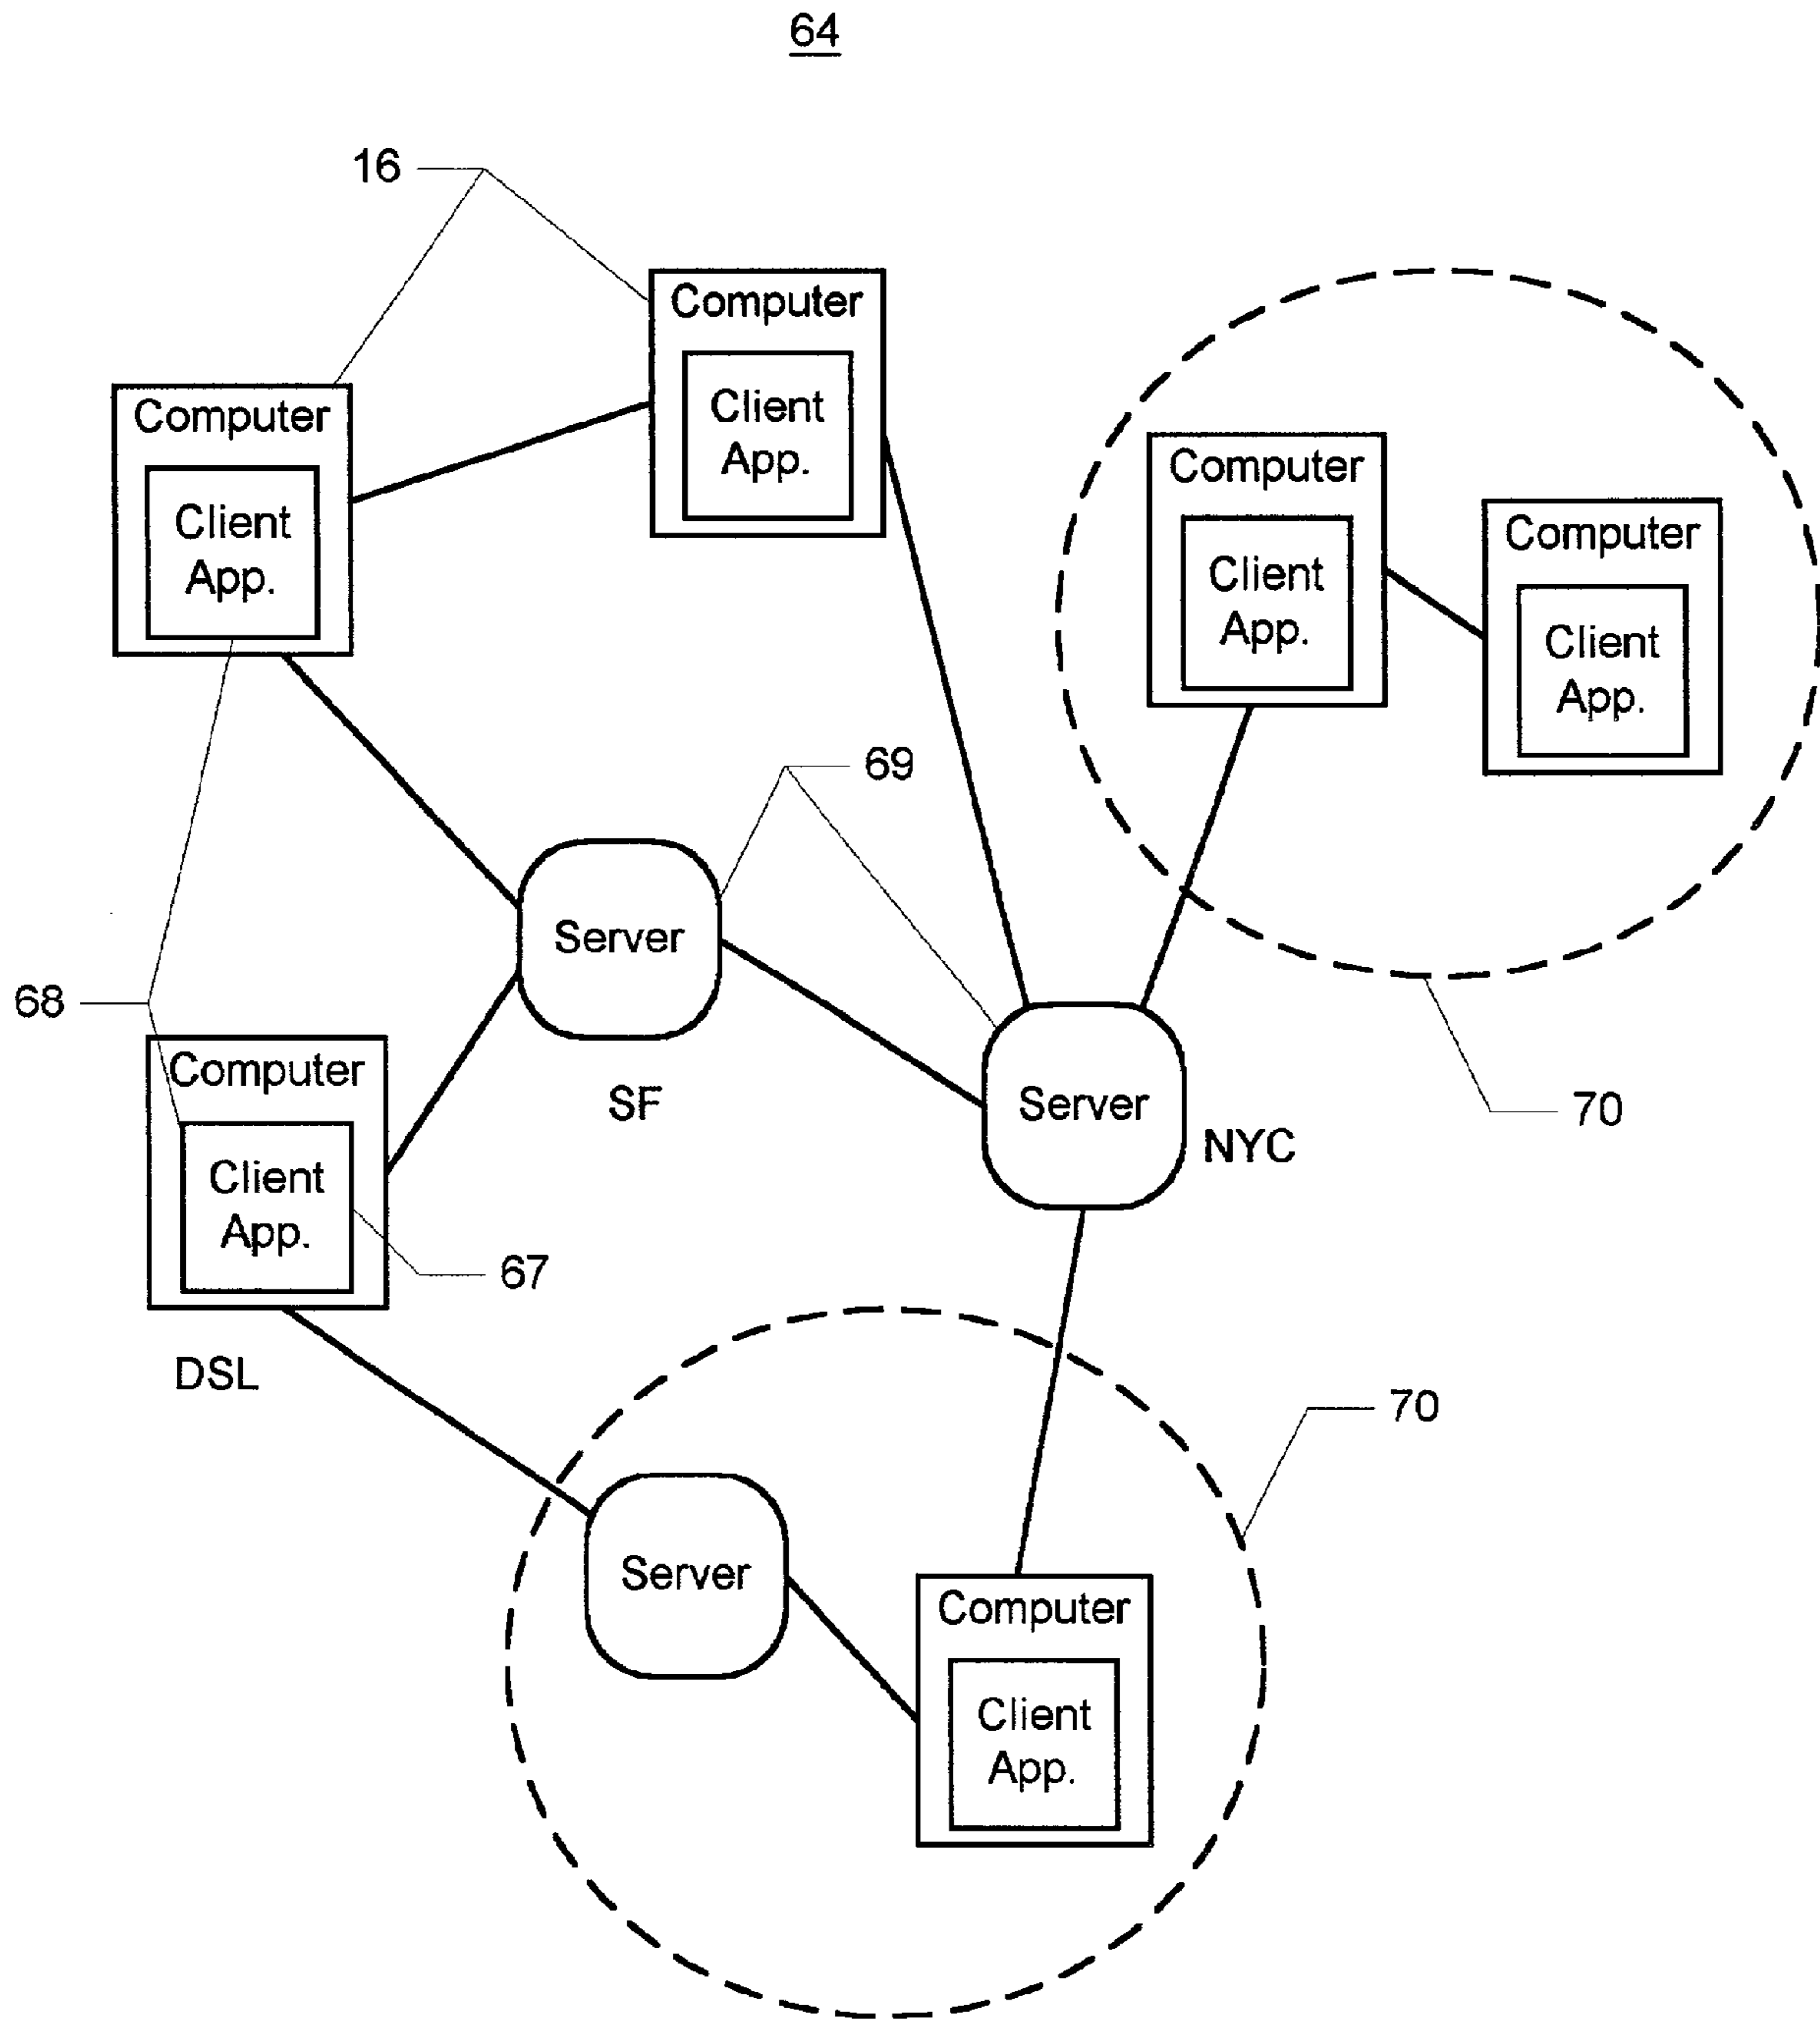 64
16
Computer
Client
App.
Computer
Client
App.
Computer
Client
App.
Computer
Client
App.
69
Server
SF
68
Computer
Client
App.
67
DSL
Server
NYC
70
70
Server
Computer
Client
App.